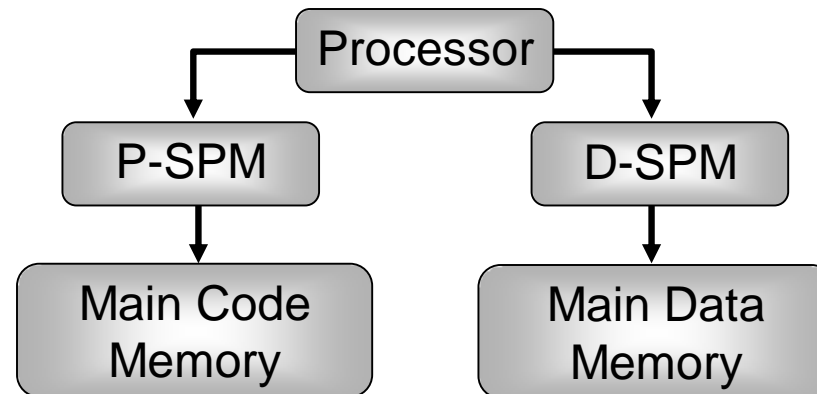 Processor
P-SPM
D-SPM
Main Code
Memory
Main Data
Memory